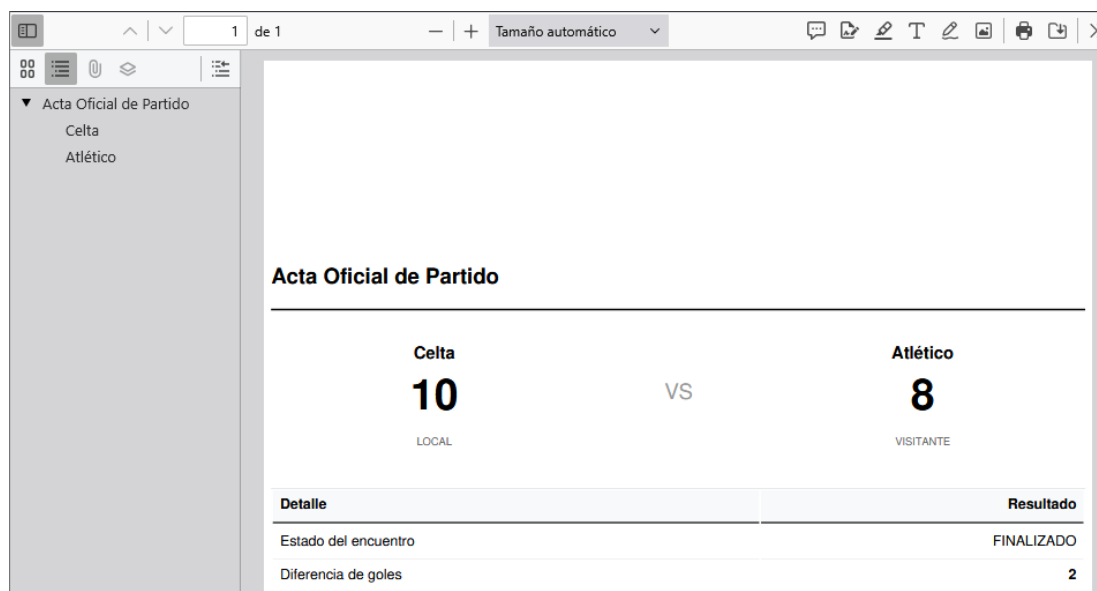 1 de 1 Tamaño automático
Acta Oficial de Partido
Celta
Atlético
Acta Oficial de Partido
Celta Atlético
10 VS 8
LOCAL VISITANTE
Detalle Resultado
Estado del encuentro FINALIZADO
Diferencia de goles 2